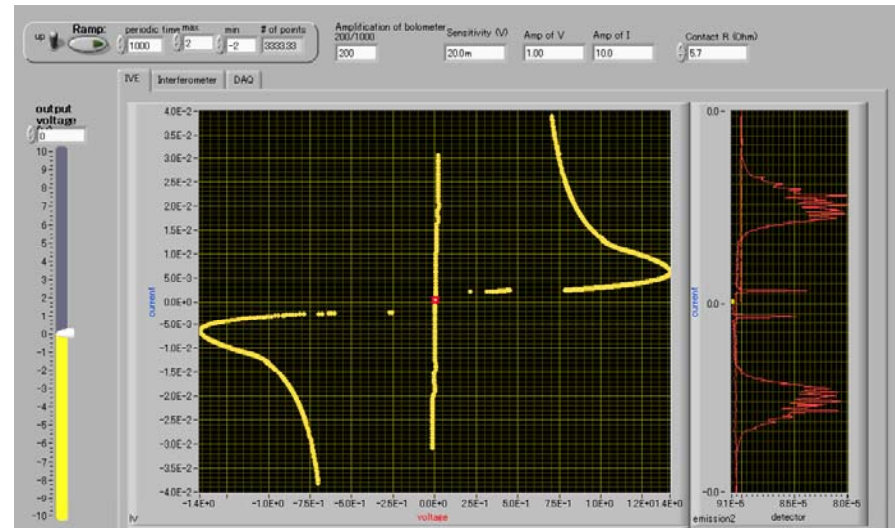 up
Ramp:
periodic time max. min # of points
1000 2 -2 3333.33
Amplification of bolometer
200/1000
200
Sensitivity (V)
20.0m
Amp of V
1.00
Amp of I
10.0
Contact R (Ohm)
5.7
IVE Interferometer DAQ
output
voltage
0
10-
9-
8-
7-
6-
5-
4-
3-
2-
1-
0-
-1-
-2-
-3-
-4-
-5-
-6-
-7-
-8-
-9-
-10-
4.0E-2-
3.5E-2-
3.0E-2-
2.5E-2-
2.0E-2-
1.5E-2-
1.0E-2-
5.0E-3-
0.0E+0-
-5.0E-3-
-1.0E-2-
-1.5E-2-
-2.0E-2-
-2.5E-2-
-3.0E-2-
-3.5E-2-
-4.0E-2-
current
-1.4E+0 -1.0E+0 -7.5E-1 -5.0E-1 -2.5E-1 0.0E+0 2.5E-1 5.0E-1 7.5E-1 1.0E+0 1.2E+0 1.4E+0
iv
voltage
0.0-
0.0-
-0.0-
current
9.1E-5 8.5E-5 8.0E-5
emission2 detector